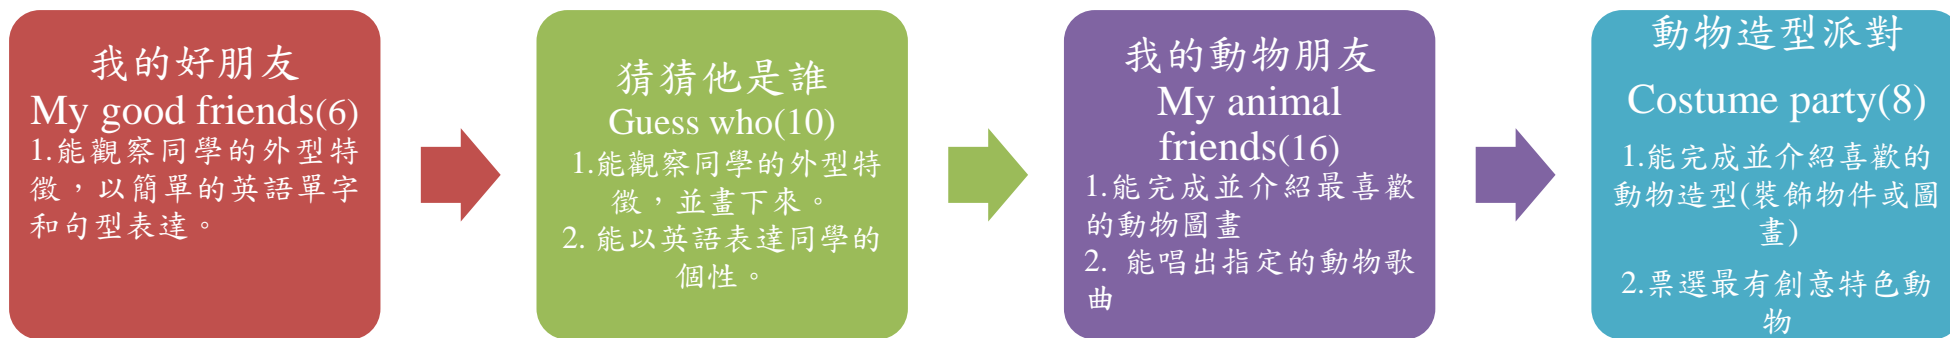 我的好朋友
My good friends(6)
1.能觀察同學的外型特
徵，以簡單的英語單字
和句型表達。
猜猜他是誰
Guess who(10)
1.能觀察同學的外型特
徵，並畫下來。
2. 能以英語表達同學的
個性。
我的動物朋友
My animal
friends(16)
1.能完成並介紹最喜歡
的動物圖畫
2. 能唱出指定的動物歌
曲
動物造型派對
Costume party(8)
1.能完成並介紹喜歡的
動物造型(裝飾物件或圖
畫)
2.票選最有創意特色動
物